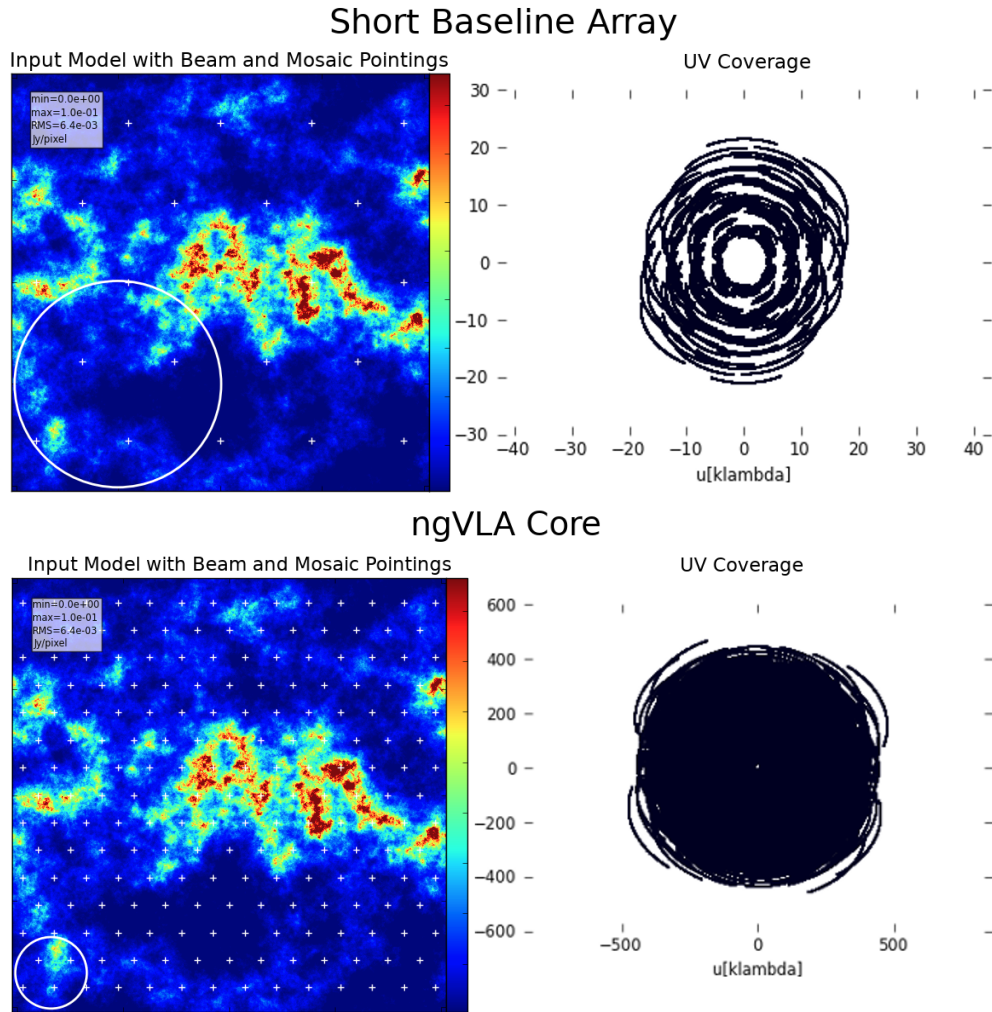 Short Baseline Array
Input Model with Beam and Mosaic Pointings
min=0.0e+00
max=1.0e-01
RMS=6.4e-03
Jy/pixel
UV Coverage
30
20
10
0
−10
−20
−30
−40 −30 −20 −10 0 10 20 30 40
u[klambda]
ngVLA Core
Input Model with Beam and Mosaic Pointings
min=0.0e+00
max=1.0e-01
RMS=6.4e-03
Jy/pixel
UV Coverage
600
400
200
0
−200
−400
−600
−500 0 500
u[klambda]